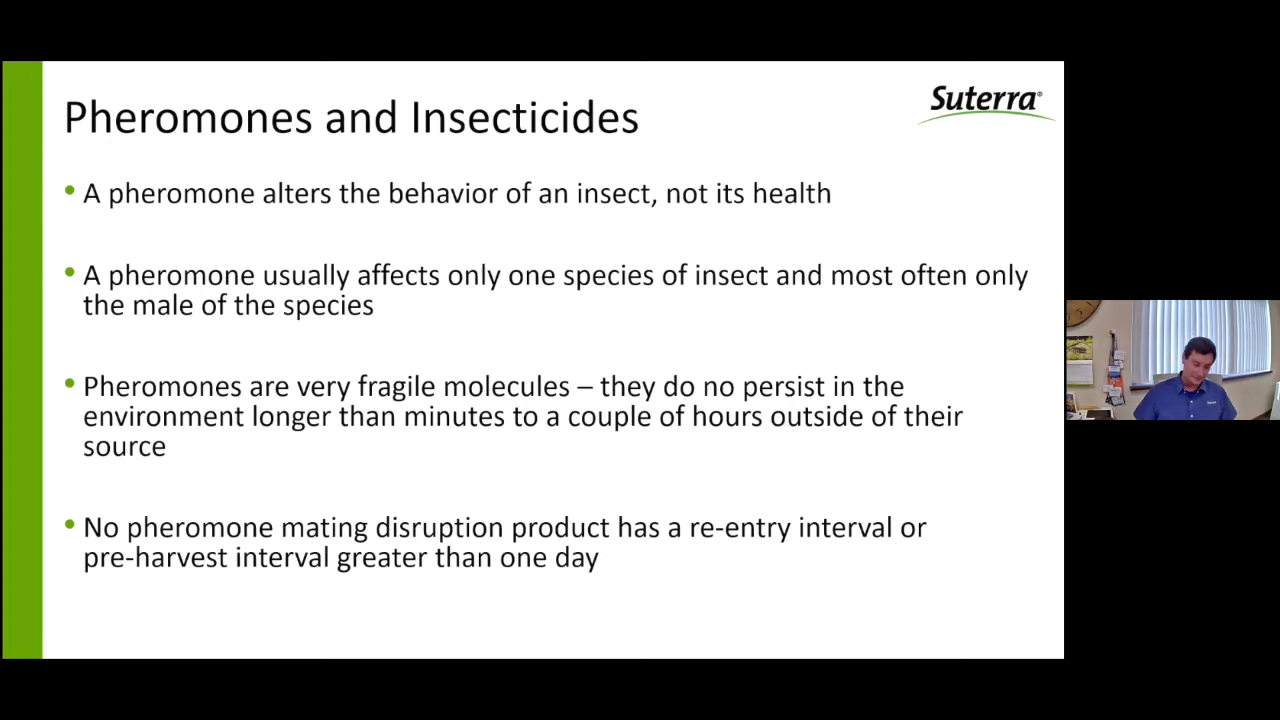 Pheromones and Insecticides
Suterra®
• A pheromone alters the behavior of an insect, not its health
• A pheromone usually affects only one species of insect and most often only
the male of the species
• Pheromones are very fragile molecules – they do no persist in the
environment longer than minutes to a couple of hours outside of their
source
• No pheromone mating disruption product has a re-entry interval or
pre-harvest interval greater than one day